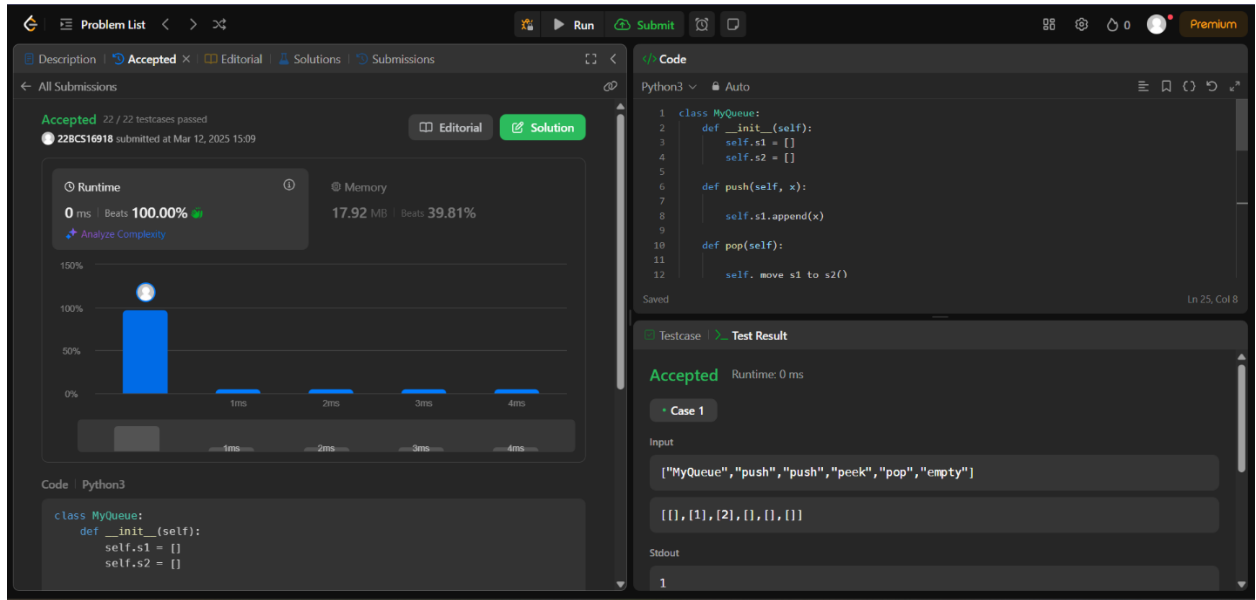 Problem List
Run
Submit
0
Premium
Description
Accepted
Editorial
Solutions
Submissions
All Submissions
Accepted 22 / 22 testcases passed
22BCS16918 submitted at Mar 12, 2025 15:09
Editorial
Solution
Runtime
0 ms | Beats 100.00%
Analyze Complexity
Memory
17.92 MB | Beats 39.81%
150%
100%
50%
0%
1ms 2ms 3ms 4ms
1ms 2ms 3ms 4ms
Code | Python3
class MyQueue:
def __init__(self):
self.s1 = []
self.s2 = []
</> Code
Python3
Auto
1 class MyQueue:
2 def __init__(self):
3 self.s1 = []
4 self.s2 = []
5
6 def push(self, x):
7
8 self.s1.append(x)
9
10 def pop(self):
11
12 self. move s1 to s2()
Saved
Ln 25, Col 8
Testcase | >_ Test Result
Accepted Runtime: 0 ms
• Case 1
Input
["MyQueue","push","push","peek","pop","empty"]
[[],[1],[2],[],[],[]]
Stdout
1